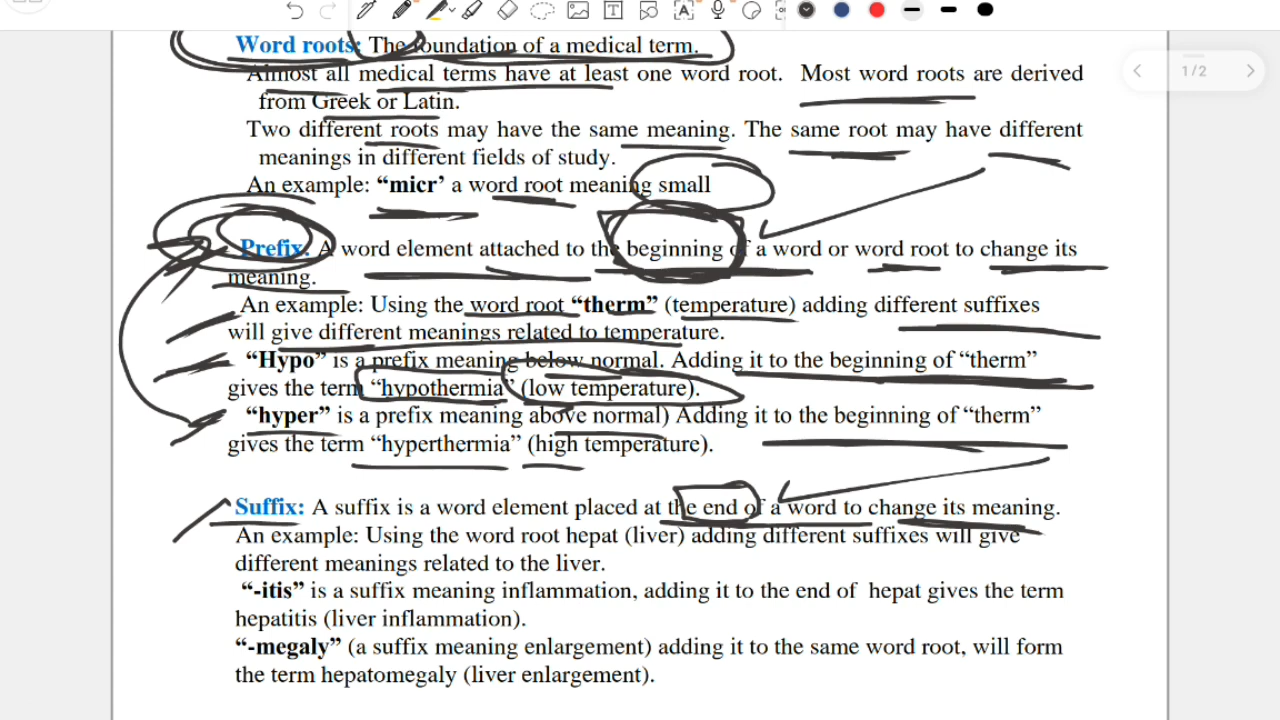 1/2
Word roots: The foundation of a medical term.
Almost all medical terms have at least one word root. Most word roots are derived
from Greek or Latin.
Two different roots may have the same meaning. The same root may have different
meanings in different fields of study.
An example: “micr’ a word root meaning small
Prefix: A word element attached to the beginning of a word or word root to change its
meaning.
An example: Using the word root “therm” (temperature) adding different suffixes
will give different meanings related to temperature.
“Hypo” is a prefix meaning below normal. Adding it to the beginning of “therm”
gives the term “hypothermia” (low temperature).
“hyper” is a prefix meaning above normal) Adding it to the beginning of “therm”
gives the term “hyperthermia” (high temperature).
Suffix: A suffix is a word element placed at the end of a word to change its meaning.
An example: Using the word root hepat (liver) adding different suffixes will give
different meanings related to the liver.
“-itis” is a suffix meaning inflammation, adding it to the end of hepat gives the term
hepatitis (liver inflammation).
“-megaly” (a suffix meaning enlargement) adding it to the same word root, will form
the term hepatomegaly (liver enlargement).